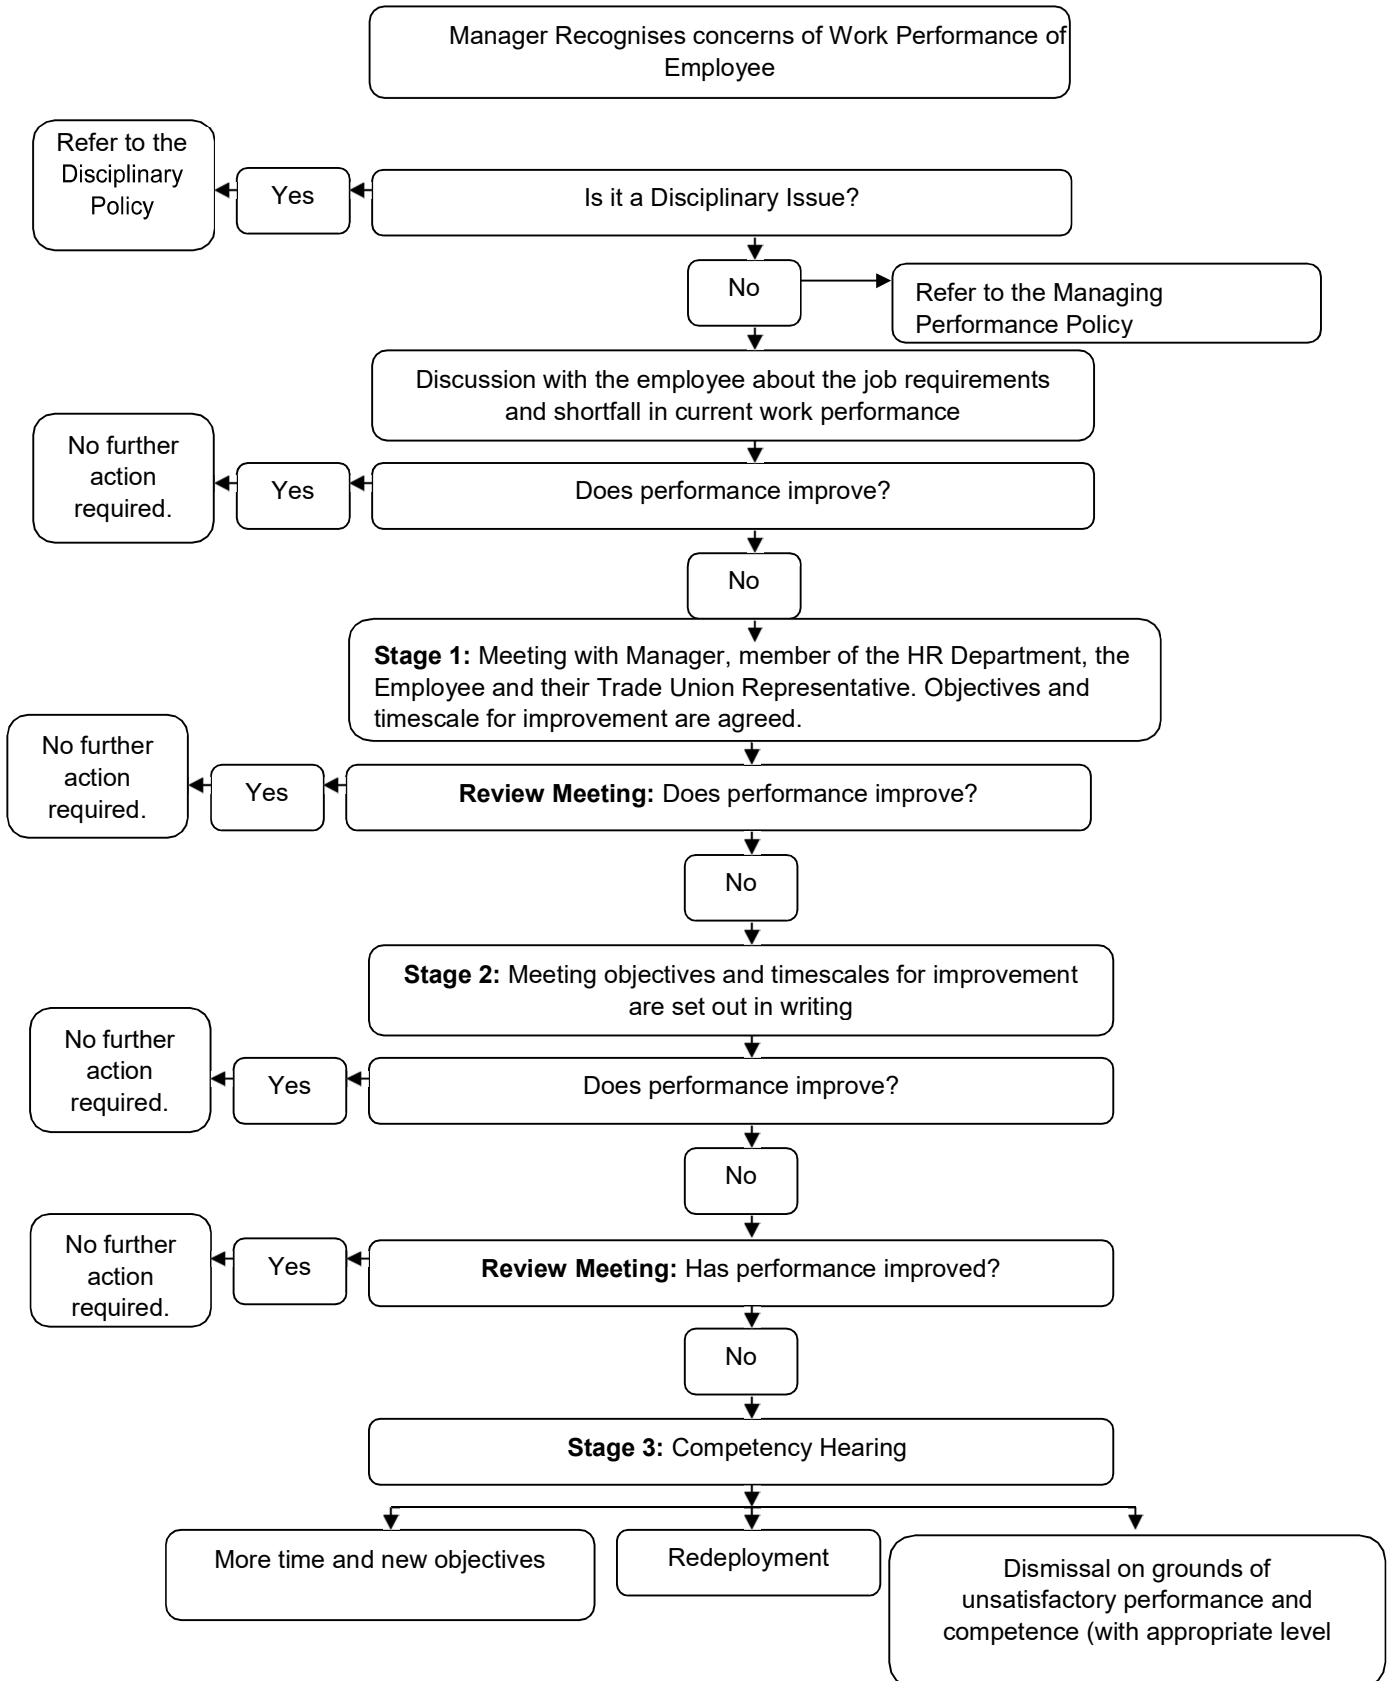 Manager Recognises concerns of Work Performance of
Employee
Refer to the
Disciplinary
Policy
Yes
Is it a Disciplinary Issue?
No
Refer to the Managing
Performance Policy
Discussion with the employee about the job requirements
and shortfall in current work performance
No further
action
required.
Yes
Does performance improve?
No
Stage 1: Meeting with Manager, member of the HR Department, the
Employee and their Trade Union Representative. Objectives and
timescale for improvement are agreed.
No further
action
required.
Yes
Review Meeting: Does performance improve?
No
Stage 2: Meeting objectives and timescales for improvement
are set out in writing
No further
action
required.
Yes
Does performance improve?
No
No further
action
required.
Yes
Review Meeting: Has performance improved?
No
Stage 3: Competency Hearing
More time and new objectives
Redeployment
Dismissal on grounds of
unsatisfactory performance and
competence (with appropriate level